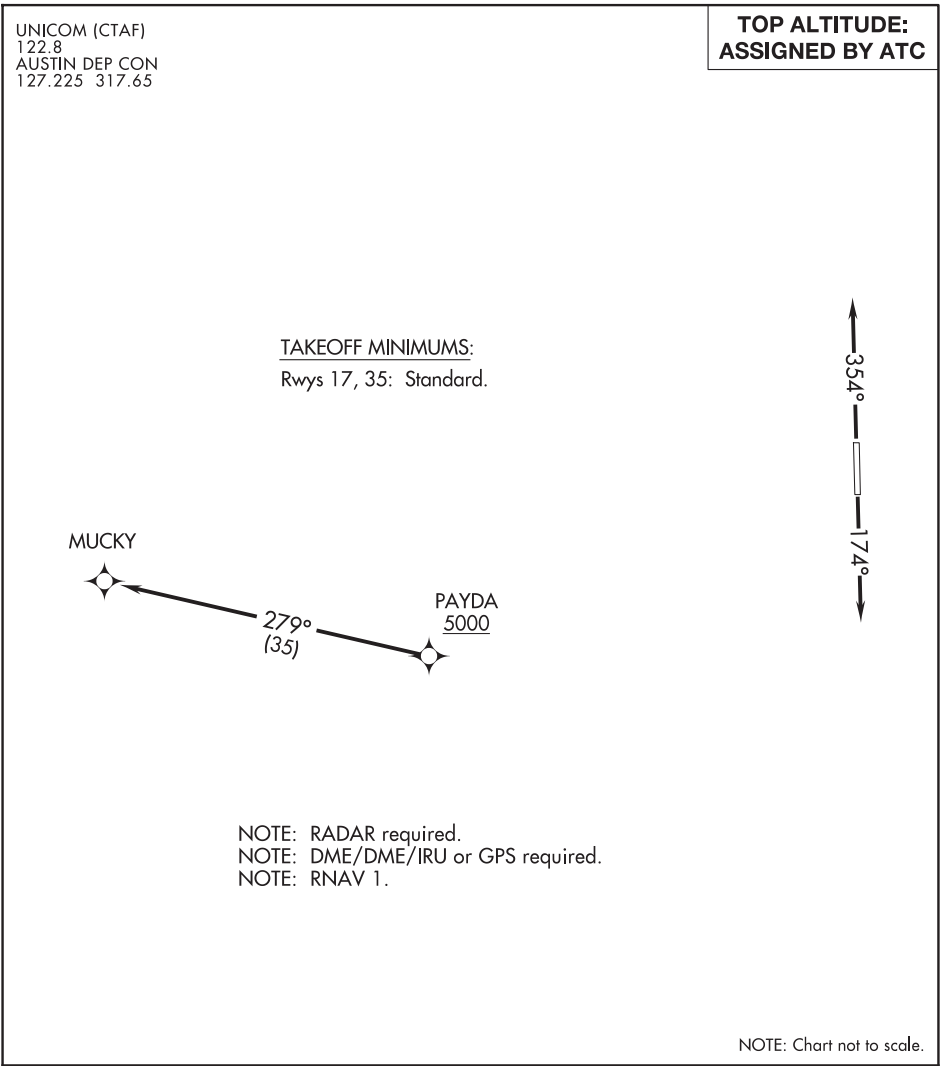 UNICOM (CTAF)
122.8
AUSTIN DEP CON
127.225 317.65
TOP ALTITUDE:
ASSIGNED BY ATC
TAKEOFF MINIMUMS:
Rwys 17, 35: Standard.
354°
174°
MUCKY
279°
(35)
PAYDA
5000
NOTE: RADAR required.
NOTE: DME/DME/IRU or GPS required.
NOTE: RNAV 1.
NOTE: Chart not to scale.